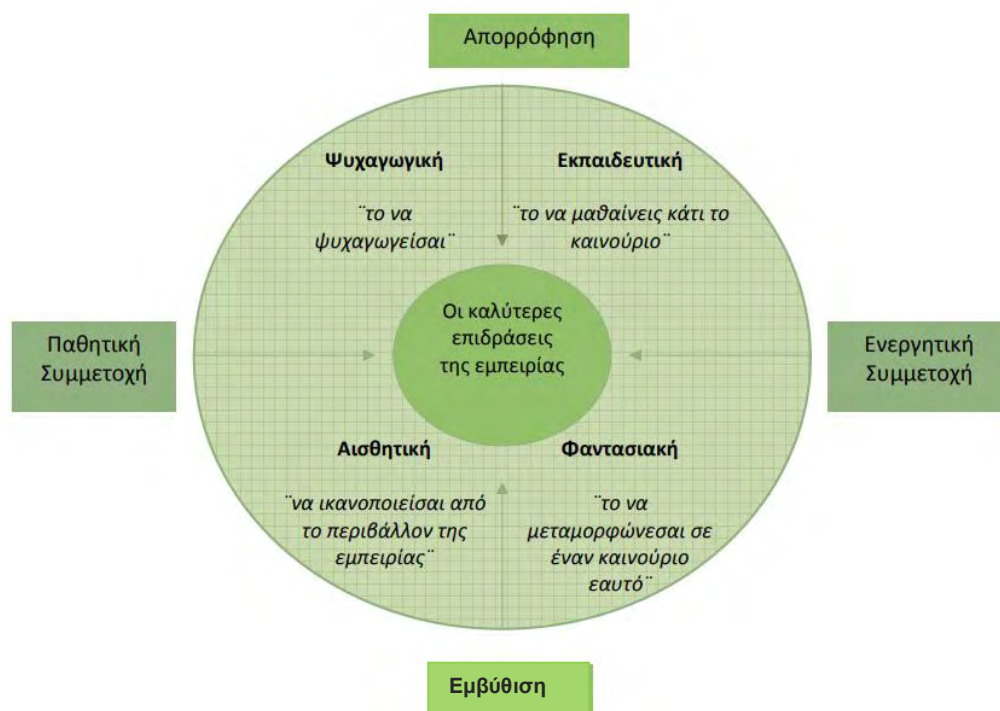 Απορρόφηση
Ψυχαγωγική
¨το να
ψυχαγωγείσαι¨
Εκπαιδευτική
¨το να μαθαίνεις κάτι το
καινούριο¨
Παθητική
Συμμετοχή
Οι καλύτερες
επιδράσεις
της εμπειρίας
Ενεργητική
Συμμετοχή
Αισθητική
¨να ικανοποιείσαι από
το περιβάλλον της
εμπειρίας¨
Φαντασιακή
¨το να
μεταμορφώνεσαι σε
έναν καινούριο
εαυτό¨
Εμβύθιση